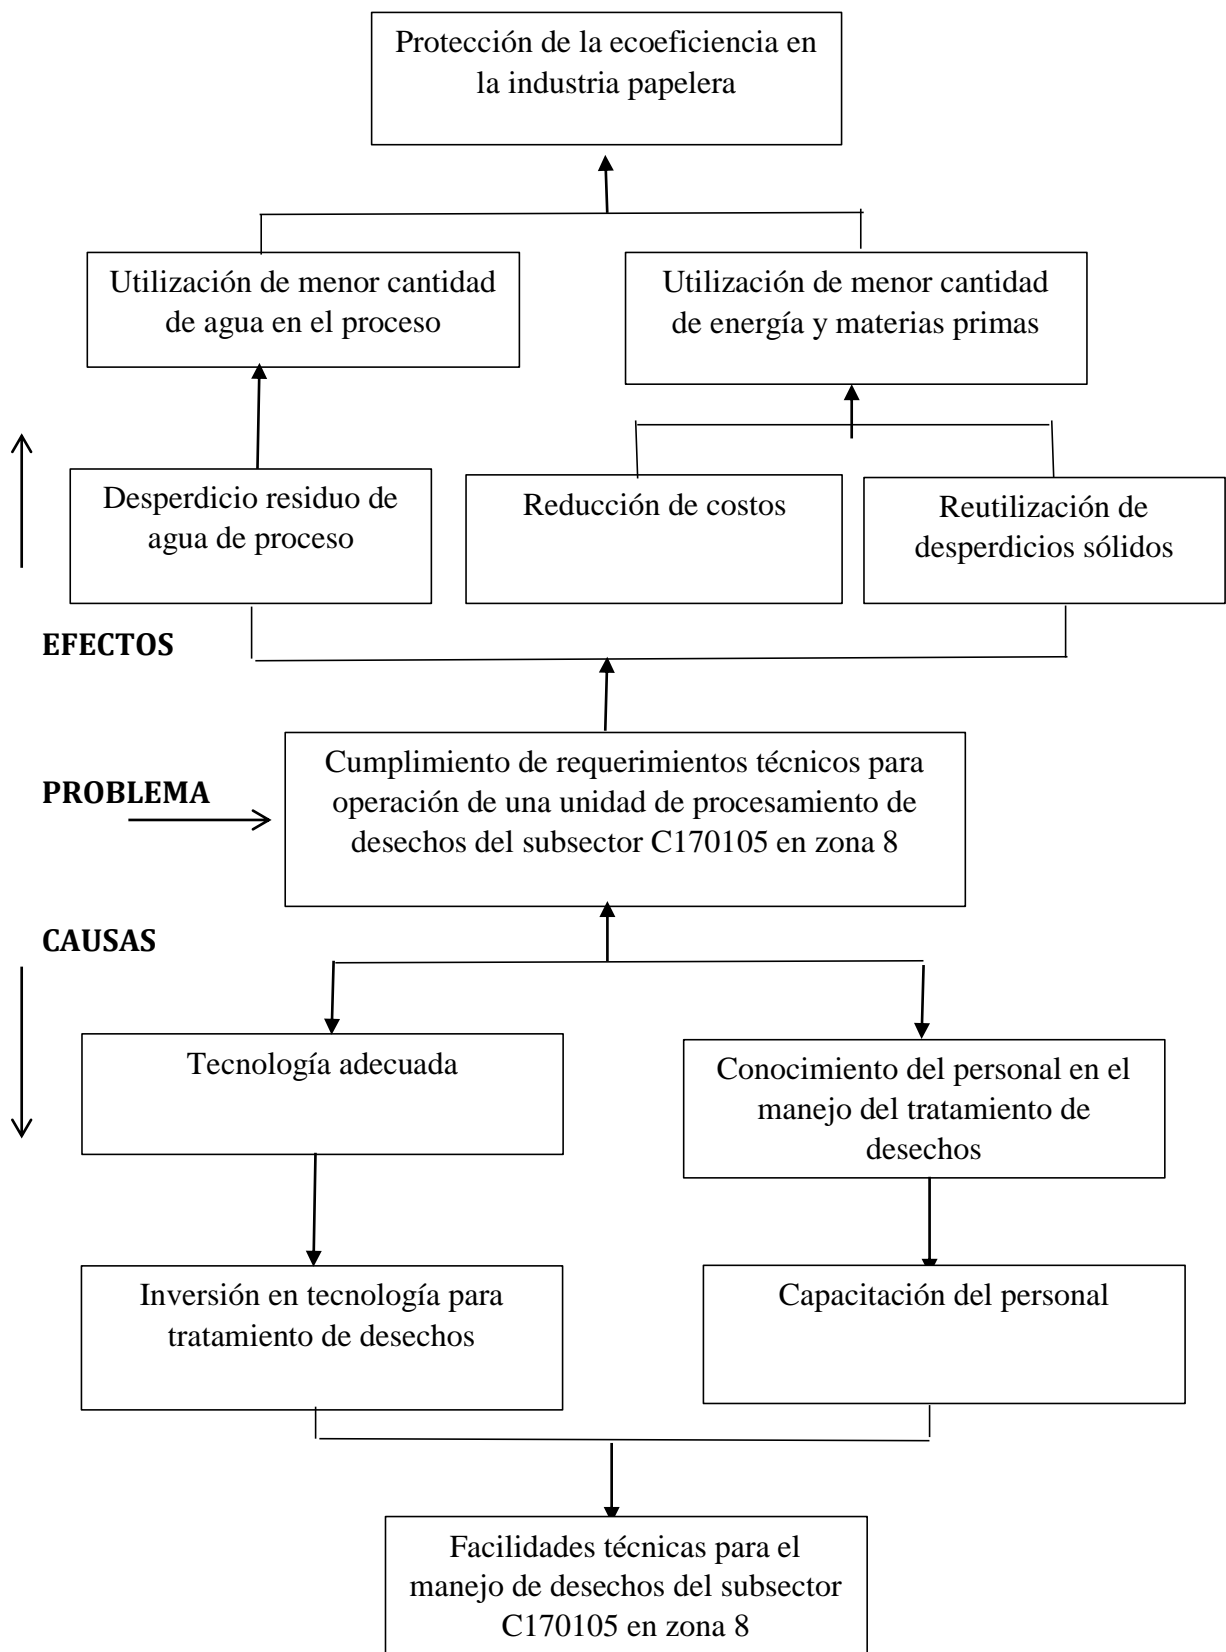 Protección de la ecoeficiencia en
la industria papelera
Utilización de menor cantidad
de agua en el proceso
Utilización de menor cantidad
de energía y materias primas
Desperdicio residuo de
agua de proceso
Reducción de costos
Reutilización de
desperdicios sólidos
EFECTOS
PROBLEMA
Cumplimiento de requerimientos técnicos para
operación de una unidad de procesamiento de
desechos del subsector C170105 en zona 8
CAUSAS
Tecnología adecuada
Conocimiento del personal en el
manejo del tratamiento de
desechos
Inversión en tecnología para
tratamiento de desechos
Capacitación del personal
Facilidades técnicas para el
manejo de desechos del subsector
C170105 en zona 8